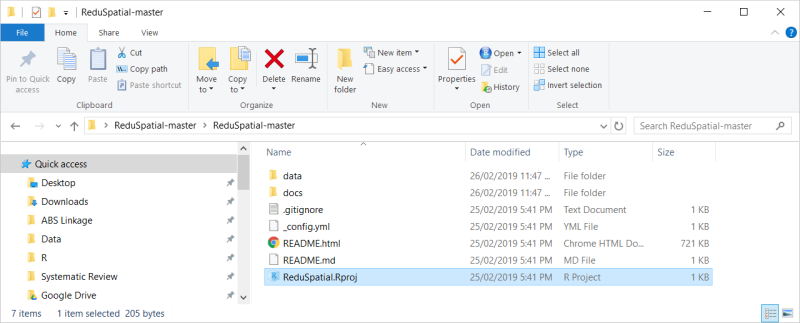 ReduSpatial-master
File Home Share View
Pin to Quick access
Copy
Paste
Cut
Copy path
Paste shortcut
Clipboard
Move to
Copy to
Delete
Rename
Organize
New folder
New item
Easy access
New
Properties
Open
Edit
History
Open
Select all
Select none
Invert selection
Select
ReduSpatial-master > ReduSpatial-master
Search ReduSpatial-master
Quick access
Desktop
Downloads
ABS Linkage
Data
R
Systematic Review
Google Drive
Name Date modified Type Size
data 26/02/2019 11:47 ... File folder
docs 26/02/2019 11:47 ... File folder
.gitignore 25/02/2019 5:41 PM Text Document 1 KB
_config.yml 25/02/2019 5:41 PM YML File 1 KB
README.html 25/02/2019 5:41 PM Chrome HTML Do... 721 KB
README.md 25/02/2019 5:41 PM MD File 1 KB
ReduSpatial.Rproj 25/02/2019 5:41 PM R Project 1 KB
7 items 1 item selected 205 bytes